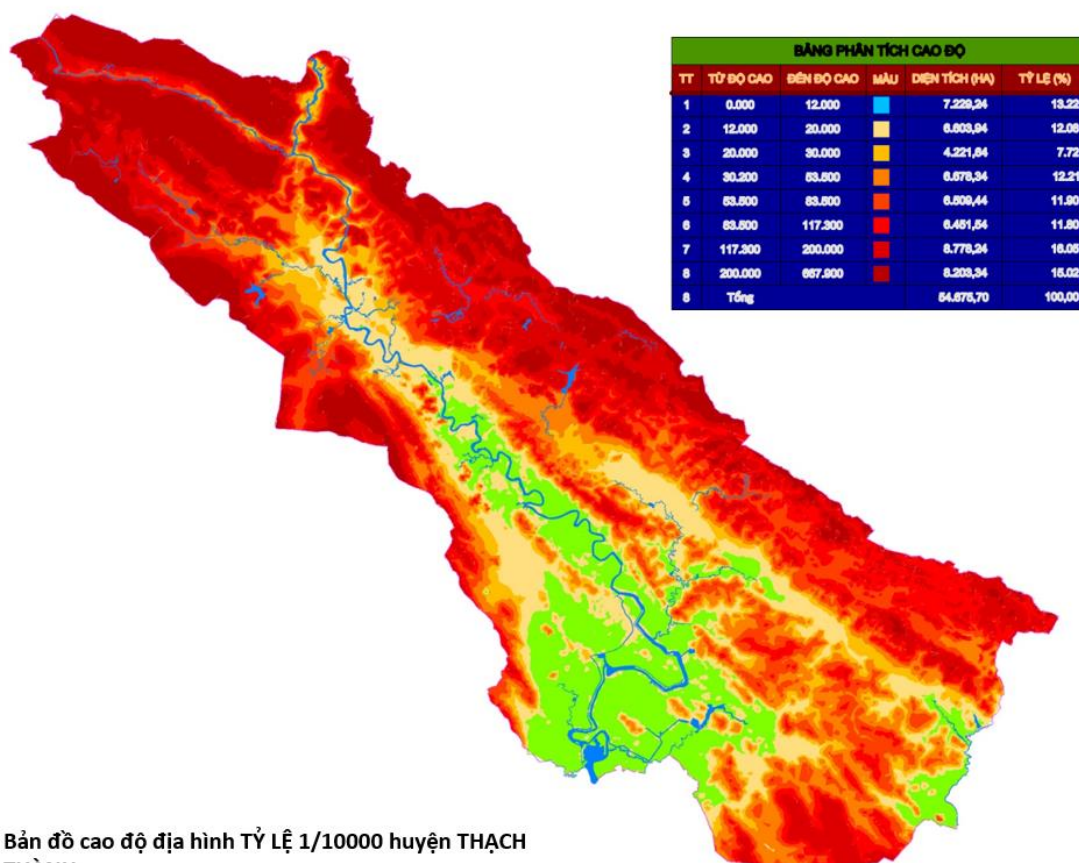 BẢNG PHÂN TÍCH CAO ĐỘ
TT TỪ ĐỘ CAO ĐẾN ĐỘ CAO MÀU DIỆN TÍCH (HA) TỶ LỆ (%)
1 0.000 12.000 7.229,24 13.22
2 12.000 20.000 6.603,94 12.08
3 20.000 30.000 4.221,64 7.72
4 30.200 53.500 6.678,34 12.21
5 53.500 83.500 6.509,44 11.90
6 83.500 117.300 6.451,54 11.80
7 117.300 200.000 8.778,24 16.05
8 200.000 667.900 8.203,34 15.02
8 Tổng 54.675,70 100,00
Bản đồ cao độ địa hình TỶ LỆ 1/10000 huyện THẠCH